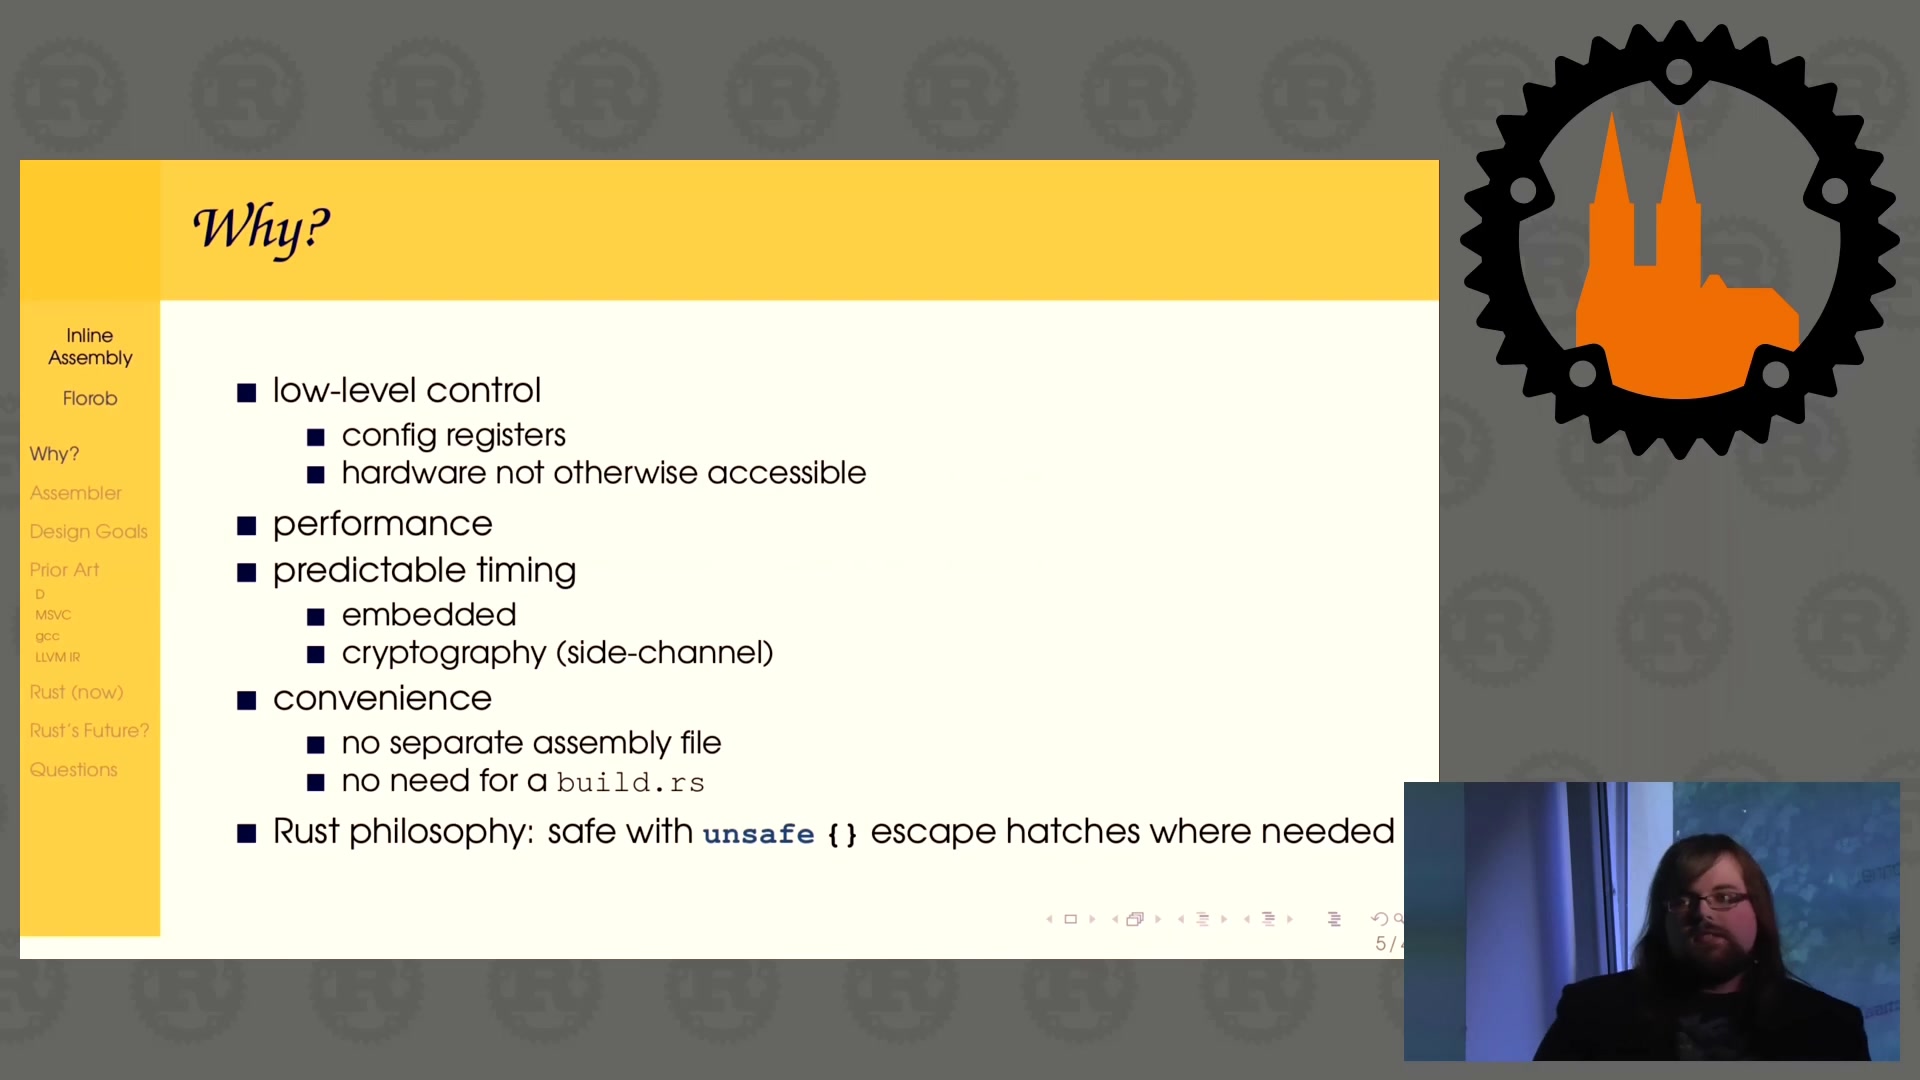 Why?
Inline
Assembly
Florob
Why?
Assembler
Design Goals
Prior Art
D
MSVC
gcc
LLVM IR
Rust (now)
Rust's Future?
Questions
low-level control
config registers
hardware not otherwise accessible
performance
predictable timing
embedded
cryptography (side-channel)
convenience
no separate assembly file
no need for a build.rs
Rust philosophy: safe with unsafe {} escape hatches where needed
5/